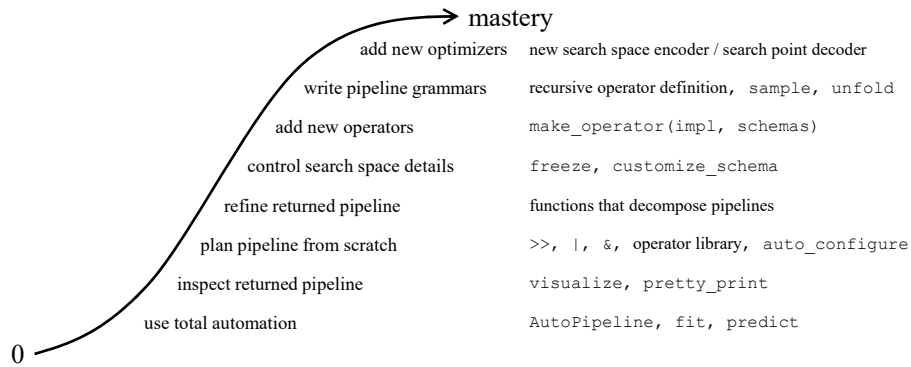 mastery
add new optimizers new search space encoder / search point decoder
write pipeline grammars recursive operator definition, sample, unfold
add new operators make_operator(impl, schemas)
control search space details freeze, customize_schema
refine returned pipeline functions that decompose pipelines
plan pipeline from scratch >>, |, &, operator library, auto_configure
inspect returned pipeline visualize, pretty_print
use total automation AutoPipeline, fit, predict
0